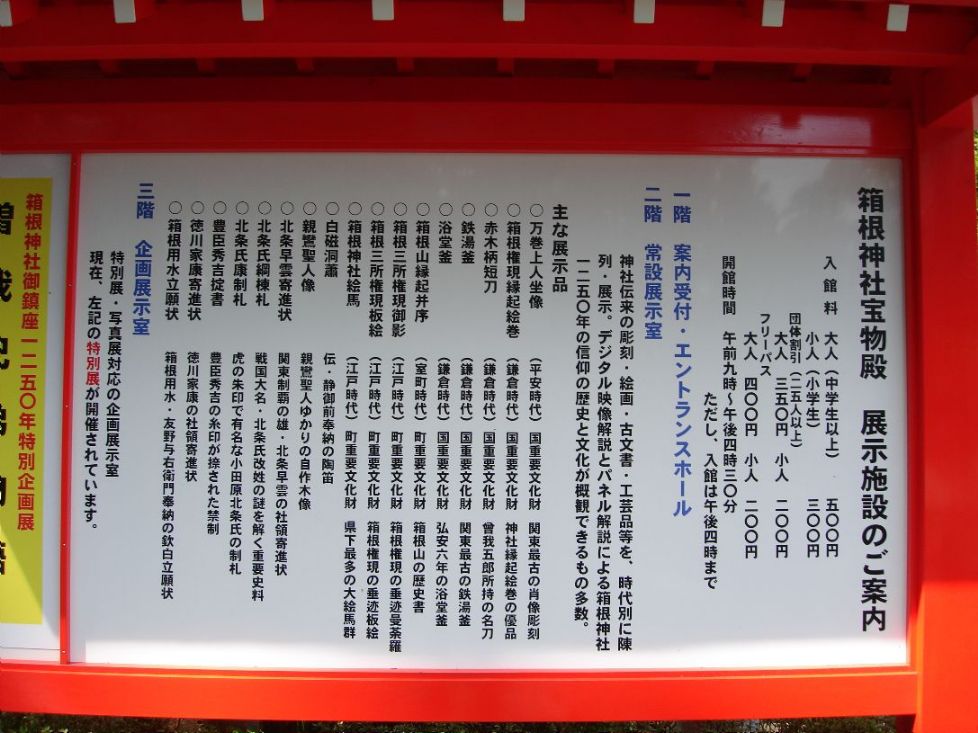 箱根神社宝物殿　展示施設のご案内
入館料　大人（中学生以上）　五〇〇円
小人（小学生）　三〇〇円
団体割引（二五人以上）
大人　三五〇円　小人　二〇〇円
フリーパス
大人　四〇〇円　小人　二〇〇円
開館時間　午前九時～午後四時三〇分
ただし、入館は午後四時まで
一階　案内受付・エントランスホール
二階　常設展示室
神社伝来の彫刻・絵画・古文書・工芸品等を、時代別に陳
列・展示。デジタル映像解説とパネル解説による箱根神社
一二五〇年の信仰の歴史と文化が概観できるもの多数。
主な展示品
○万巻上人坐像　（平安時代）　国重要文化財　関東最古の肖像彫刻
○箱根権現縁起絵巻　（鎌倉時代）　国重要文化財　神社縁起絵巻の優品
○赤木柄短刀　（鎌倉時代）　国重要文化財　曾我五郎所持の名刀
○鉄湯釜　（鎌倉時代）　国重要文化財　関東最古の鉄湯釜
○浴堂釜　（鎌倉時代）　国重要文化財　弘安六年の浴堂釜
○箱根山縁起并序　（室町時代）　町重要文化財　箱根山の歴史書
○箱根三所権現御影　（江戸時代）　町重要文化財　箱根権現の垂迹曼荼羅
○箱根三所権現板絵　（江戸時代）　町重要文化財　箱根権現の垂迹板絵
○箱根神社絵馬　（江戸時代）　町重要文化財　県下最多の大絵馬群
○白磁洞蕭　伝・静御前奉納の陶笛
○親鸞聖人像　親鸞聖人ゆかりの自作木像
○北条早雲寄進状　関東制覇の雄・北条早雲の社領寄進状
○北条氏綱棟札　戦国大名・北条氏改姓の謎を解く重要史料
○北条氏康制札　虎の朱印で有名な小田原北条氏の制札
○豊臣秀吉掟書　豊臣秀吉の糸印が捺された禁制
○徳川家康寄進状　徳川家康の社領寄進状
○箱根用水立願状　箱根用水・友野与右衛門奉納の欽白立願状
三階　企画展示室
特別展・写真展対応の企画展示室
現在、左記の特別展が開催されています。
箱根神社御鎮座一二五〇年特別企画展